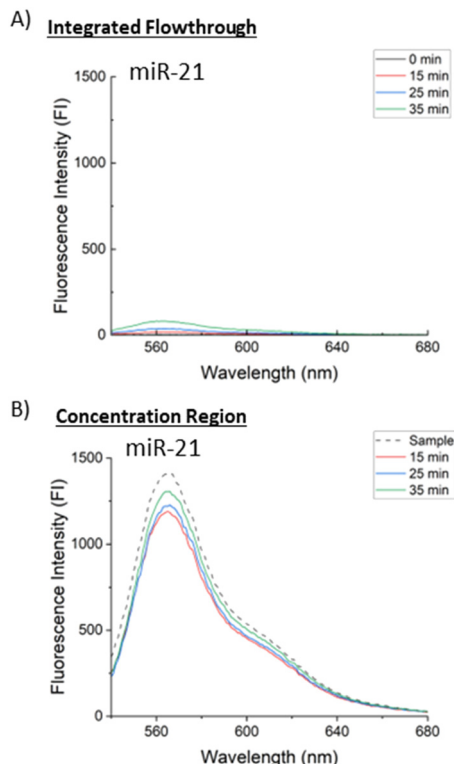 A)
Integrated Flowthrough
miR-21
0 min
15 min
25 min
35 min
Fluorescence Intensity (FI)
1500
1000
500
0
560
600
640
680
Wavelength (nm)
B)
Concentration Region
miR-21
Sample
15 min
25 min
35 min
Fluorescence Intensity (FI)
1500
1000
500
0
560
600
640
680
Wavelength (nm)